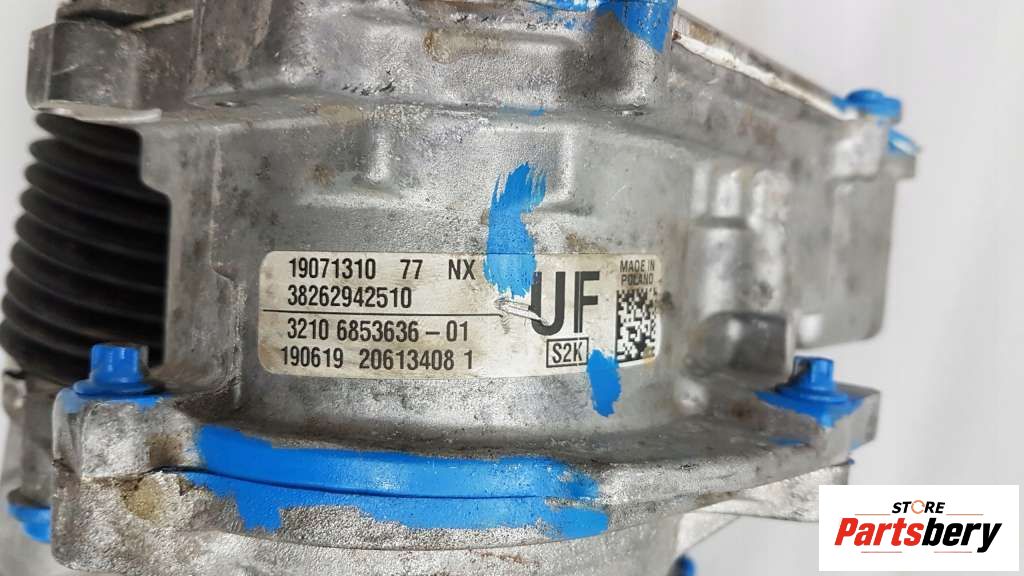 19071310 77 NX
38262942510
3210 6853636-01
190619 20613408 1
UF
S2K
MADE IN
POLAND
STORE
Partsbery